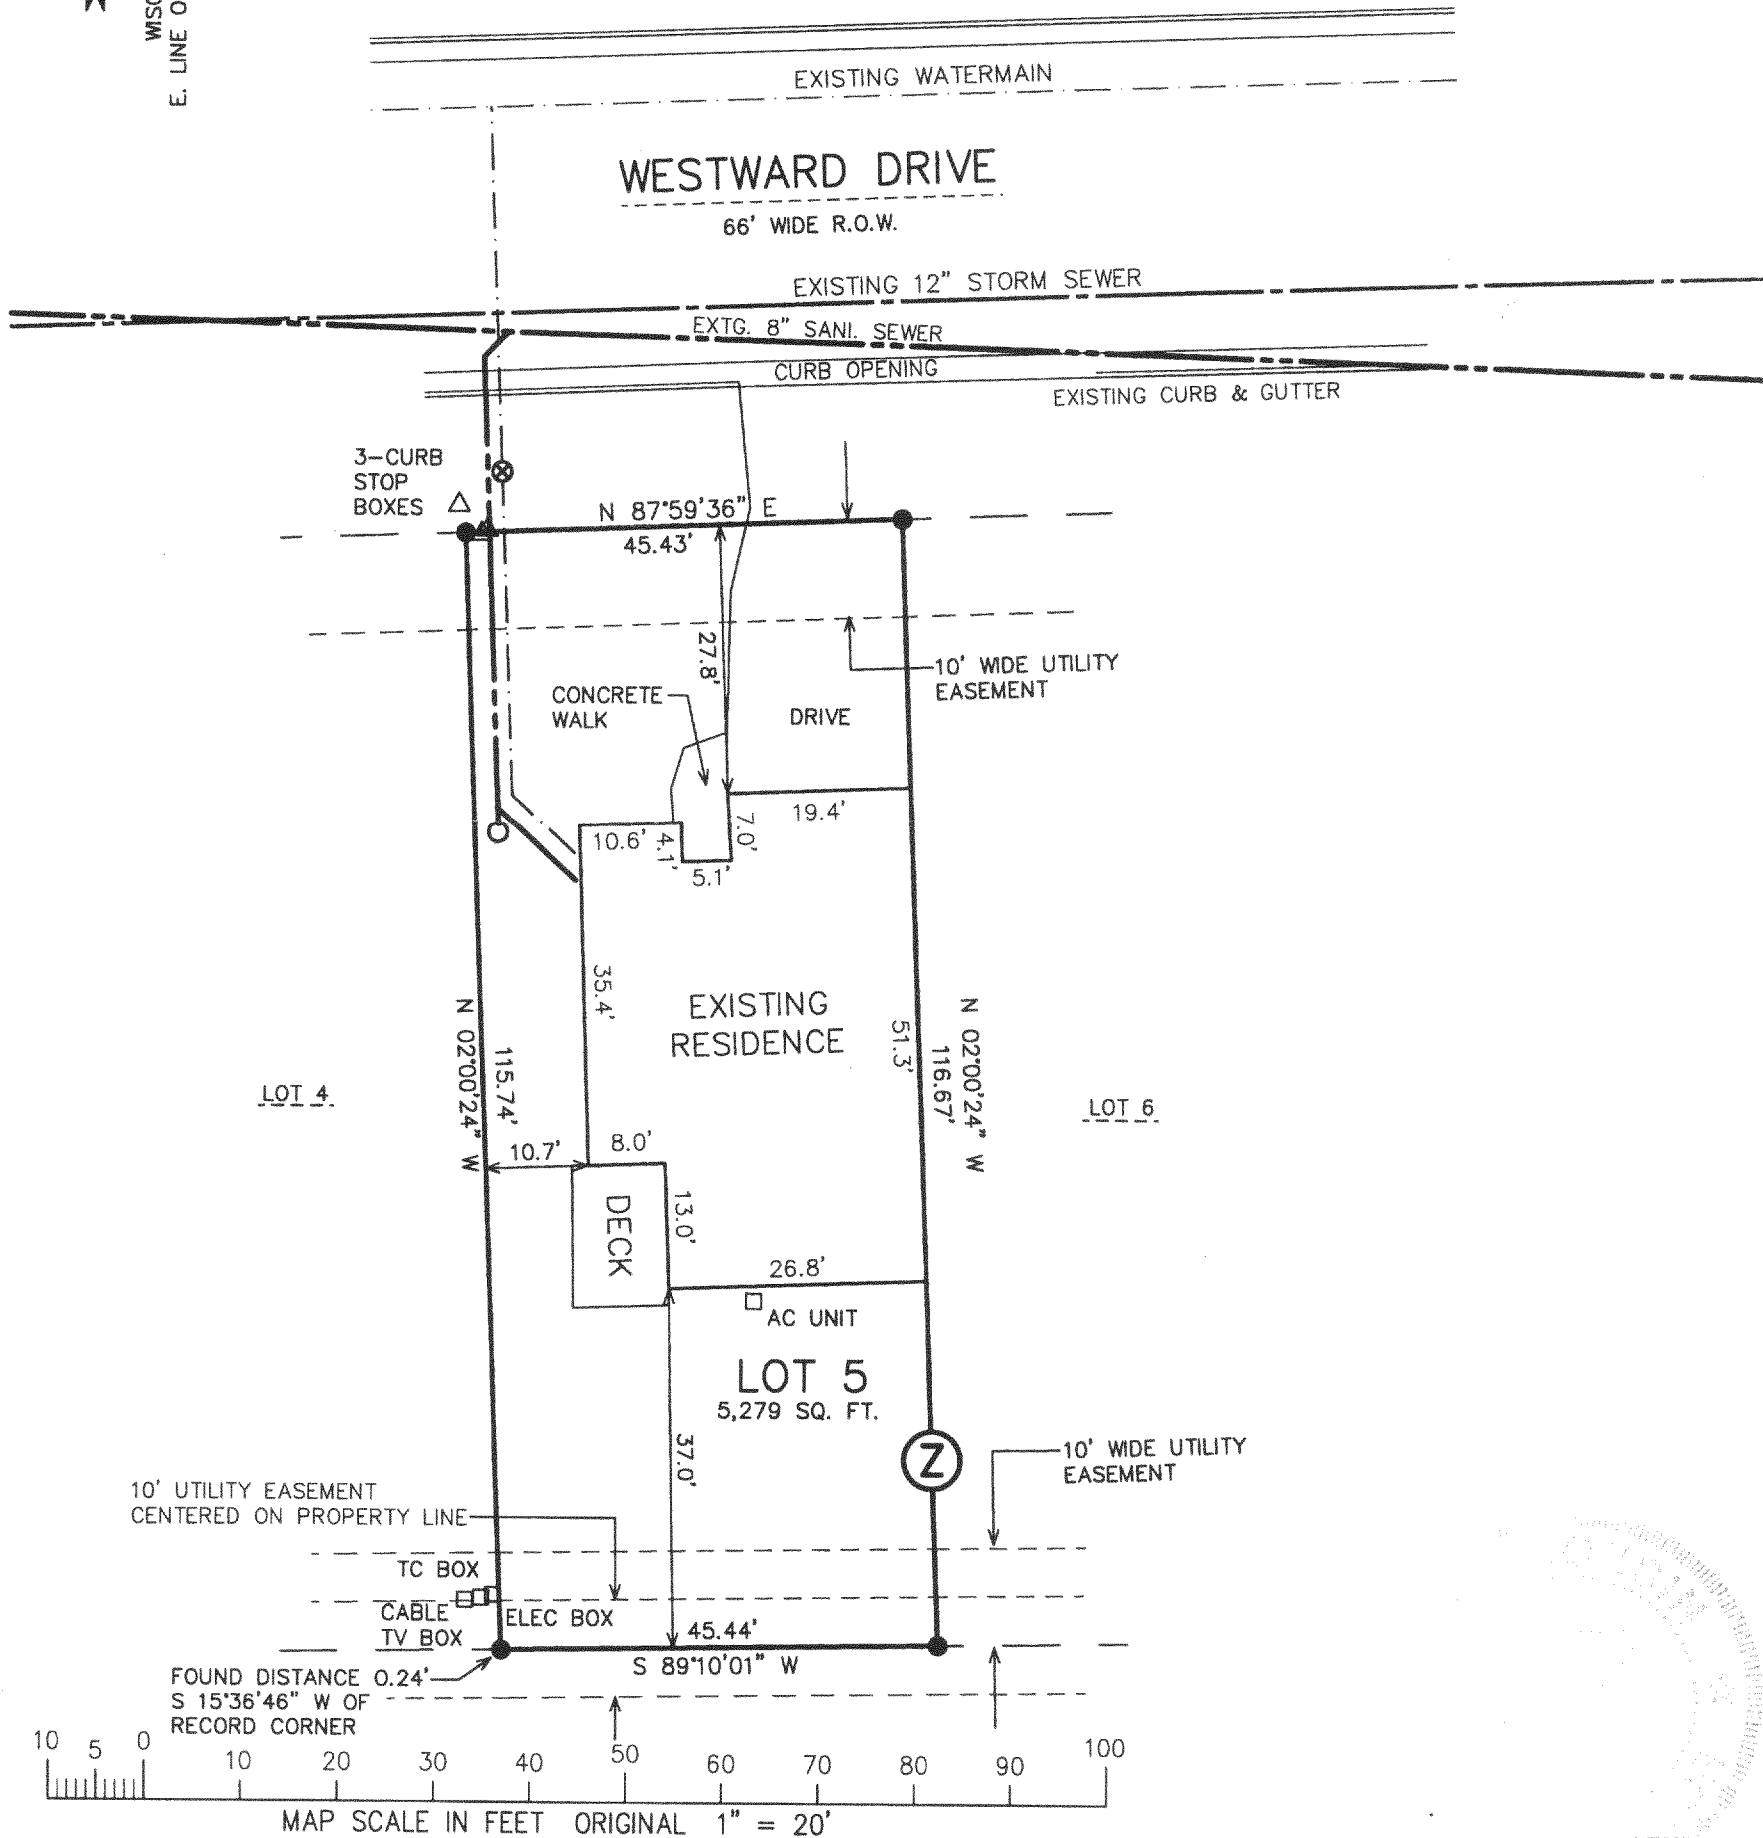 E. LINE O
EXISTING WATERMAIN
WESTWARD DRIVE
66' WIDE R.O.W.
EXISTING 12" STORM SEWER
EXTG. 8" SANI. SEWER
CURB OPENING
EXISTING CURB & GUTTER
3-CURB
STOP
BOXES
N 87°59'36" E
45.43'
27.8'
10' WIDE UTILITY
EASEMENT
CONCRETE
WALK
DRIVE
19.4'
10.6'
4.1'
7.0'
5.1'
35.4'
EXISTING
RESIDENCE
51.3'
N 02°00'24" W
115.74'
116.67'
N 02°00'24" W
LOT 4
LOT 6
10.7'
8.0'
DECK
13.0'
26.8'
AC UNIT
LOT 5
5,279 SQ. FT.
37.0'
Z
10' WIDE UTILITY
EASEMENT
10' UTILITY EASEMENT
CENTERED ON PROPERTY LINE
TC BOX
CABLE
TV BOX
ELEC BOX
45.44'
S 89°10'01" W
FOUND DISTANCE 0.24'
S 15°36'46" W OF
RECORD CORNER
10 5 0 10 20 30 40 50 60 70 80 90 100
MAP SCALE IN FEET ORIGINAL 1" = 20'